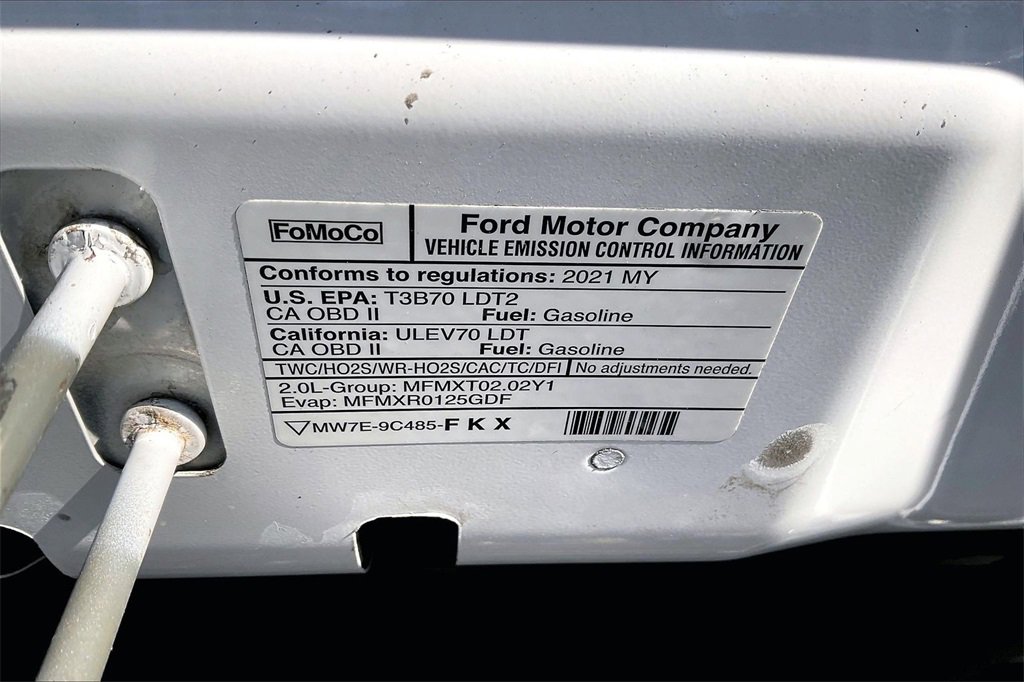 FoMoCo
Ford Motor Company
VEHICLE EMISSION CONTROL INFORMATION
Conforms to regulations: 2021 MY
U.S. EPA: T3B70 LDT2
CA OBD II Fuel: Gasoline
California: ULEV70 LDT
CA OBD II Fuel: Gasoline
TWC/HO2S/WR-HO2S/CAC/TC/DFI No adjustments needed.
2.0L-Group: MFMXT02.02Y1
Evap: MFMXR0125GDF
MW7E-9C485-FKX